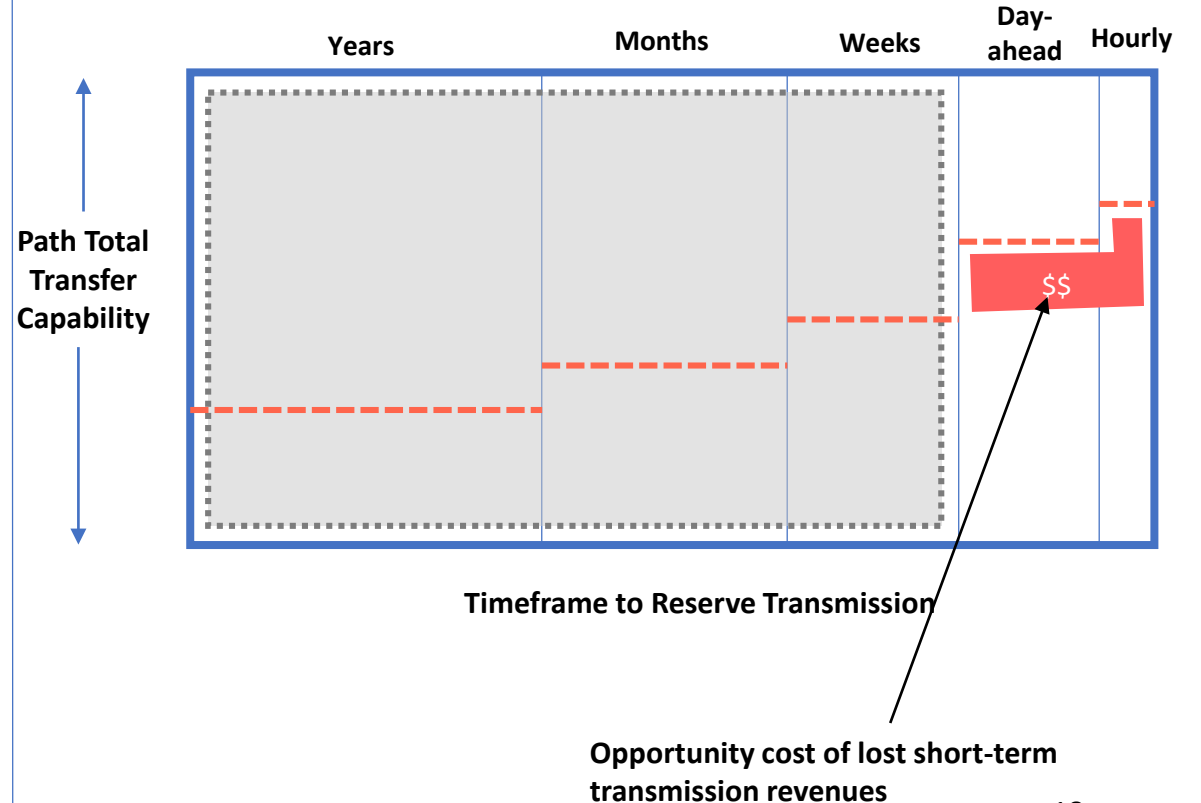 Years
Months
Weeks
Day-
ahead
Hourly
Path Total
Transfer
Capability
$$
Timeframe to Reserve Transmission
Opportunity cost of lost short-term
transmission revenues